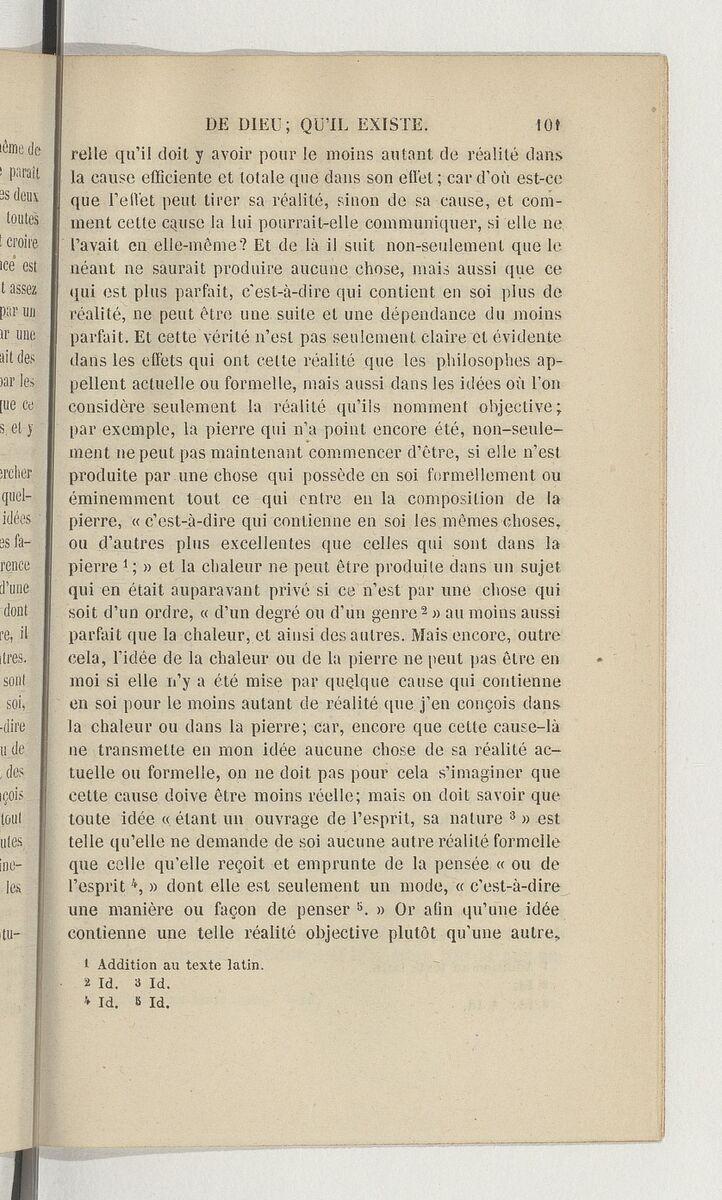 DE DIEU; QU'IL EXISTE. 101
relle qu'il doit y avoir pour le moins autant de réalité dans
la cause efficiente et totale que dans son effet ; car d'où est-ce
que l'effet peut tirer sa réalité, sinon de sa cause, et com-
ment cette cause la lui pourrait-elle communiquer, si elle ne
l'avait en elle-même? Et de là il suit non-seulement que le
néant ne saurait produire aucune chose, mais aussi que ce
qui est plus parfait, c'est-à-dire qui contient en soi plus de
réalité, ne peut être une suite et une dépendance du moins
parfait. Et cette vérité n'est pas seulement claire et évidente
dans les effets qui ont cette réalité que les philosophes ap-
pellent actuelle ou formelle, mais aussi dans les idées où l'on
considère seulement la réalité qu'ils nomment objective;
par exemple, la pierre qui n'a point encore été, non-seule-
ment ne peut pas maintenant commencer d'être, si elle n'est
produite par une chose qui possède en soi formellement ou
éminemment tout ce qui entre en la composition de la
pierre, « c'est-à-dire qui contienne en soi les mêmes choses,
ou d'autres plus excellentes que celles qui sont dans la
pierre ¹ ; » et la chaleur ne peut être produite dans un sujet
qui en était auparavant privé si ce n'est par une chose qui
soit d'un ordre, « d'un degré ou d'un genre ² » au moins aussi
parfait que la chaleur, et ainsi des autres. Mais encore, outre
cela, l'idée de la chaleur ou de la pierre ne peut pas être en
moi si elle n'y a été mise par quelque cause qui contienne
en soi pour le moins autant de réalité que j'en conçois dans
la chaleur ou dans la pierre; car, encore que cette cause-là
ne transmette en mon idée aucune chose de sa réalité ac-
tuelle ou formelle, on ne doit pas pour cela s'imaginer que
cette cause doive être moins réelle; mais on doit savoir que
toute idée « étant un ouvrage de l'esprit, sa nature ³ » est
telle qu'elle ne demande de soi aucune autre réalité formelle
que celle qu'elle reçoit et emprunte de la pensée « ou de
l'esprit ⁴, » dont elle est seulement un mode, « c'est-à-dire
une manière ou façon de penser ⁵. » Or afin qu'une idée
contienne une telle réalité objective plutôt qu'une autre,
¹ Addition au texte latin.
² Id. ³ Id.
⁴ Id. ⁵ Id.